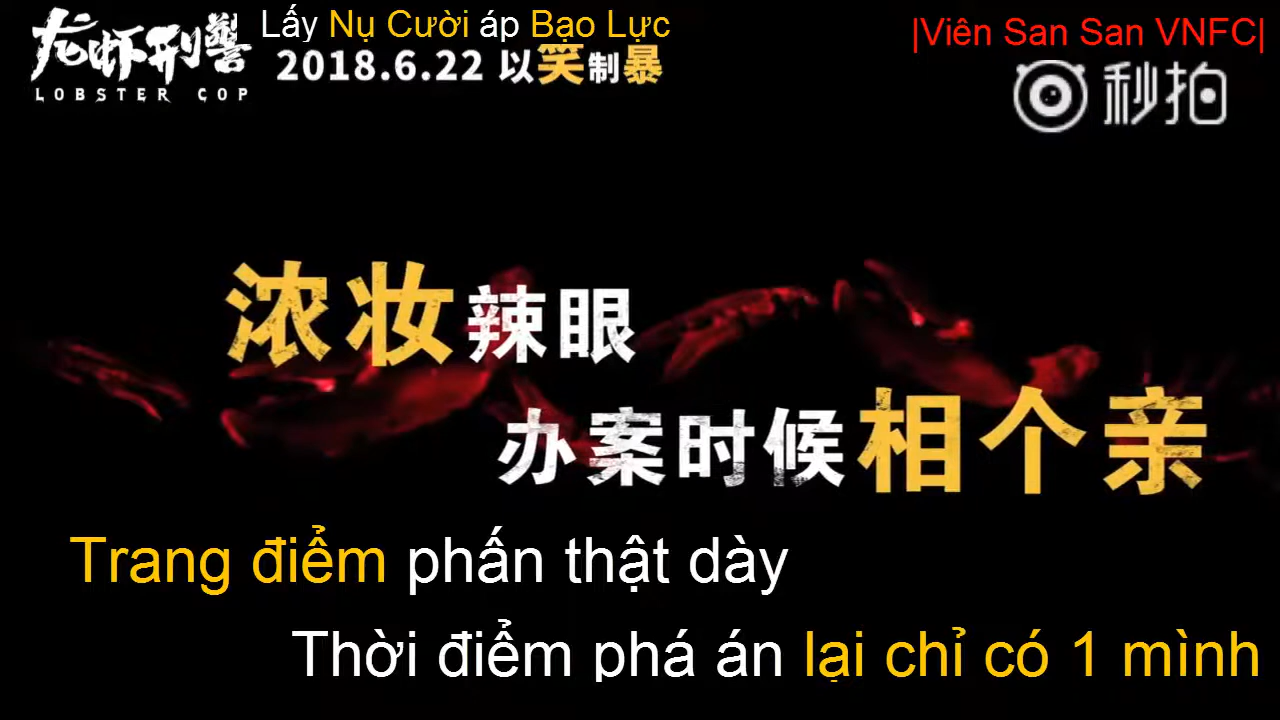 龙虾刑警
LOBSTER COP
Lấy Nụ Cười áp Bạo Lực
2018.6.22 以笑制暴
|Viên San San VNFC|
秒拍
浓妆辣眼
办案时候相个亲
Trang điểm phấn thật dày
Thời điểm phá án lại chỉ có 1 mình